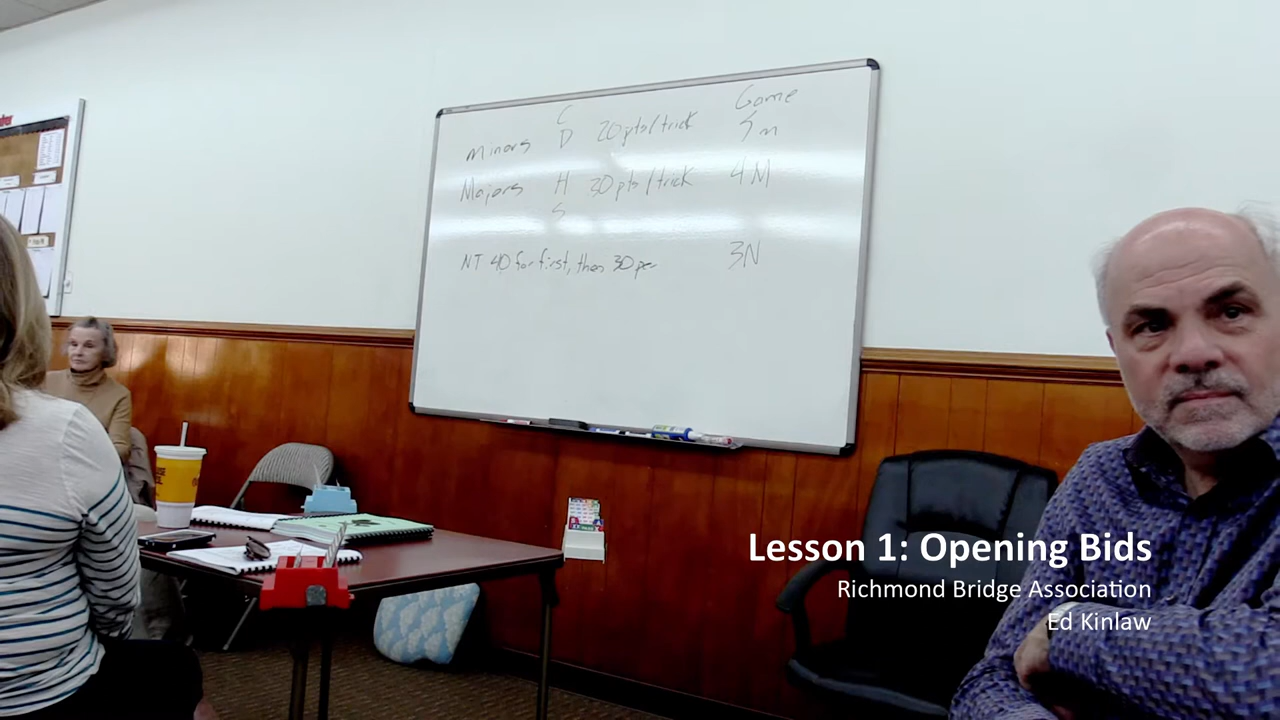 Game
C
minors D 20 pts/trick 5m
Majors H 30 pts/trick 4M
S
NT 40 for first, then 30 per 3N
Lesson 1: Opening Bids
Richmond Bridge Association
Ed Kinlaw